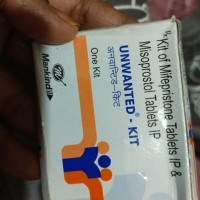 "Kit of Mifepristone Tablets IP &
Misoprostol Tablets IP
UNWANTED® - KIT
अनवान्टिड-किट
One Kit
Mankind